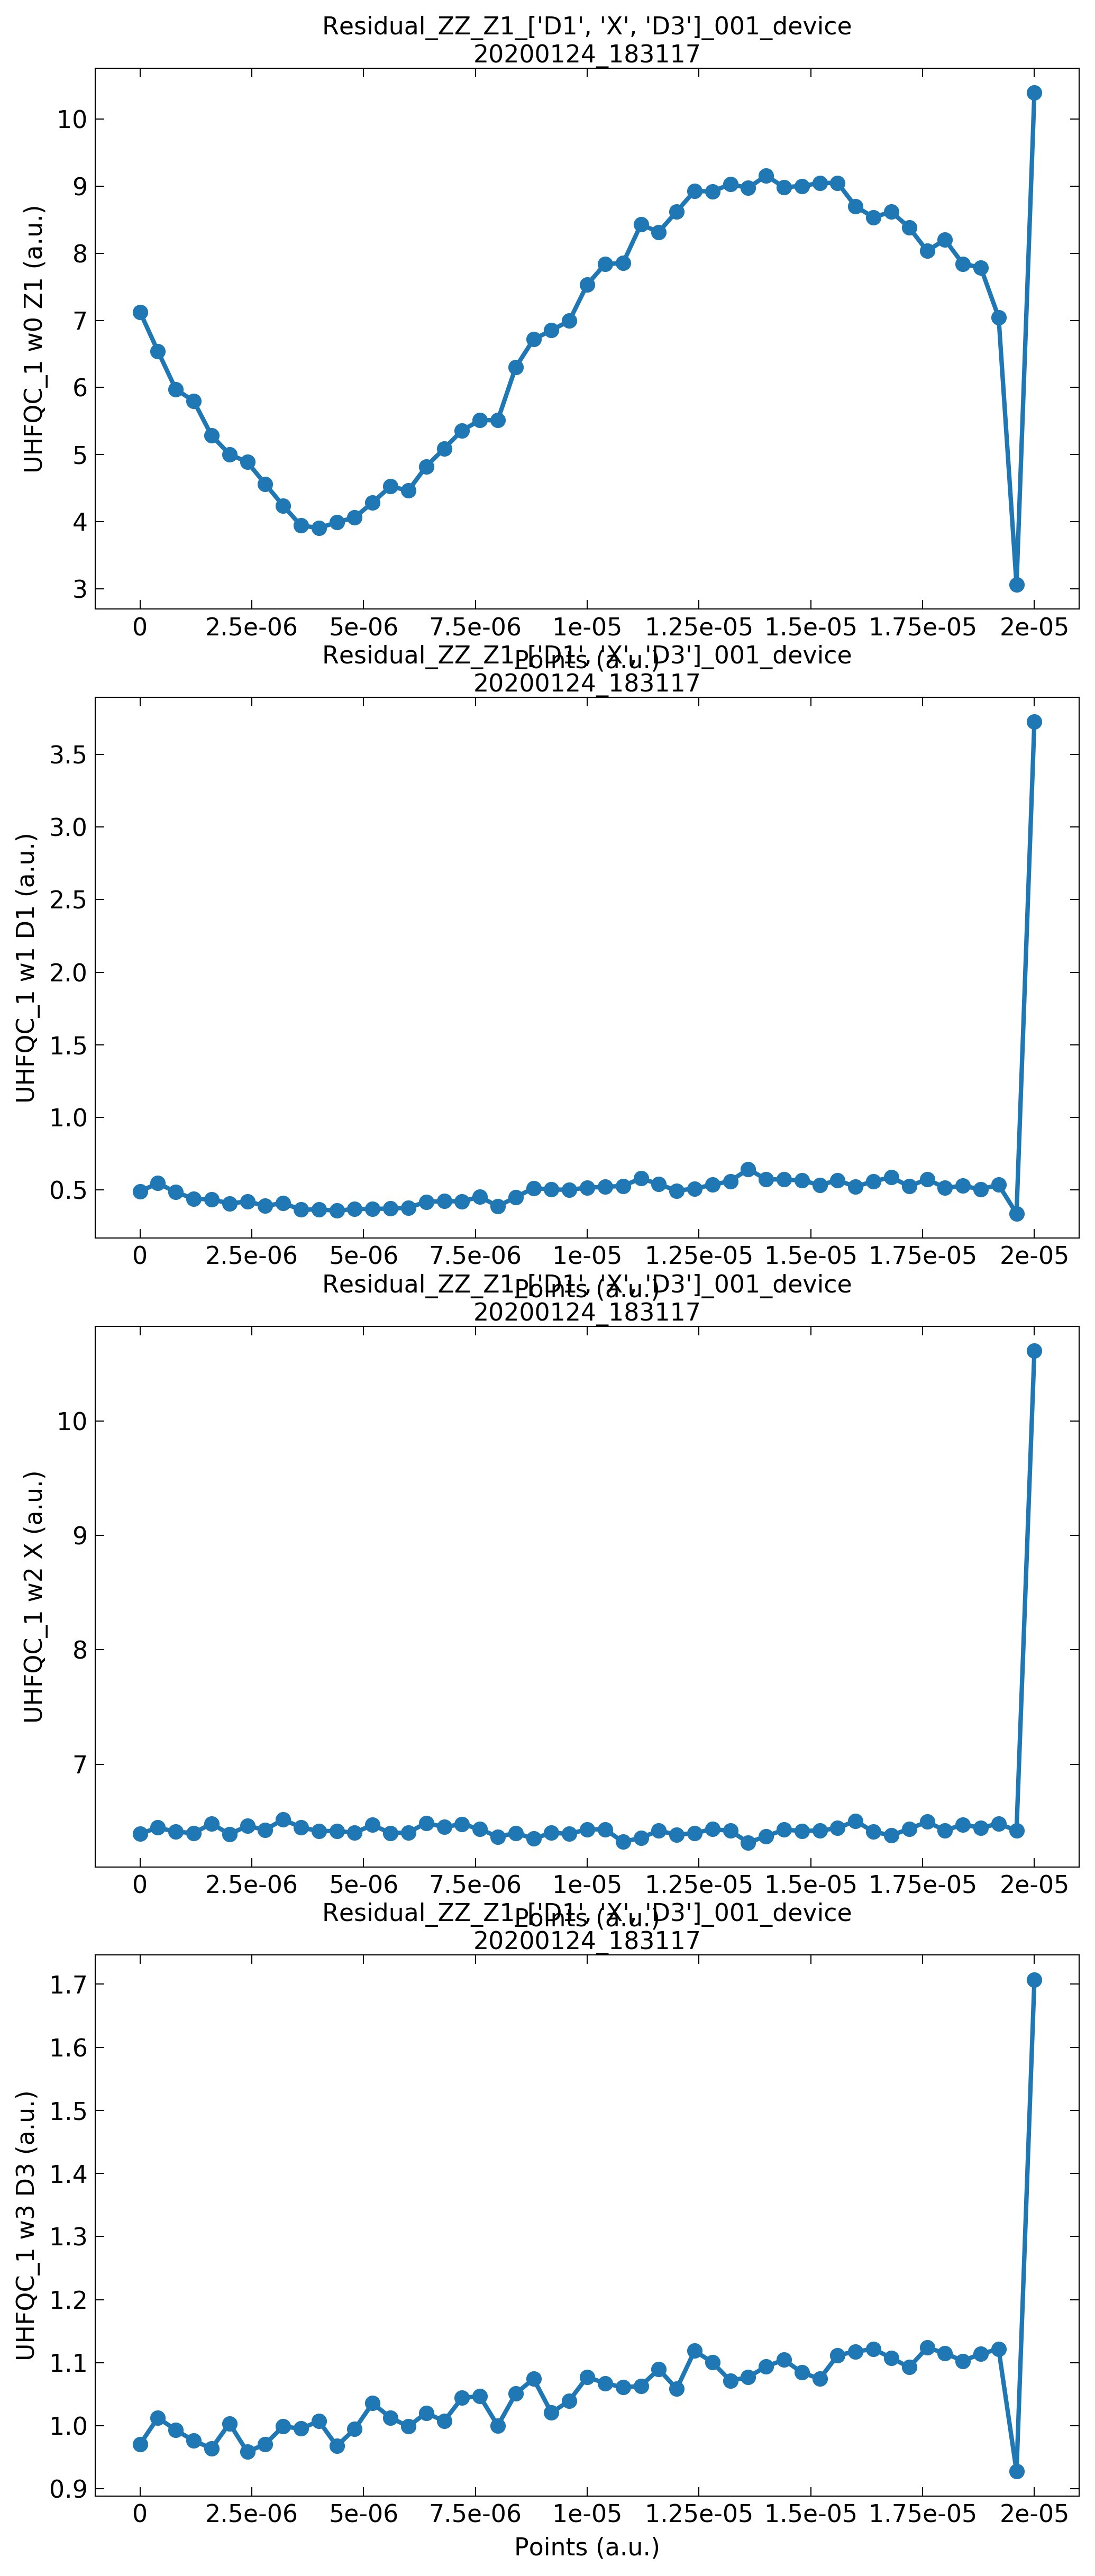 Residual_ZZ_Z1_['D1', 'X', 'D3']_001_device
20200124_183117
10
9
8
7
6
5
4
3
UHFQC_1 w0 Z1 (a.u.)
0 2.5e-06 5e-06 7.5e-06 1e-05 1.25e-05 1.5e-05 1.75e-05 2e-05
Points (a.u.)
Residual_ZZ_Z1_['D1', 'X', 'D3']_001_device
20200124_183117
3.5
3.0
2.5
2.0
1.5
1.0
0.5
UHFQC_1 w1 D1 (a.u.)
0 2.5e-06 5e-06 7.5e-06 1e-05 1.25e-05 1.5e-05 1.75e-05 2e-05
Points (a.u.)
Residual_ZZ_Z1_['D1', 'X', 'D3']_001_device
20200124_183117
10
9
8
7
UHFQC_1 w2 X (a.u.)
0 2.5e-06 5e-06 7.5e-06 1e-05 1.25e-05 1.5e-05 1.75e-05 2e-05
Points (a.u.)
Residual_ZZ_Z1_['D1', 'X', 'D3']_001_device
20200124_183117
1.7
1.6
1.5
1.4
1.3
1.2
1.1
1.0
0.9
UHFQC_1 w3 D3 (a.u.)
0 2.5e-06 5e-06 7.5e-06 1e-05 1.25e-05 1.5e-05 1.75e-05 2e-05
Points (a.u.)